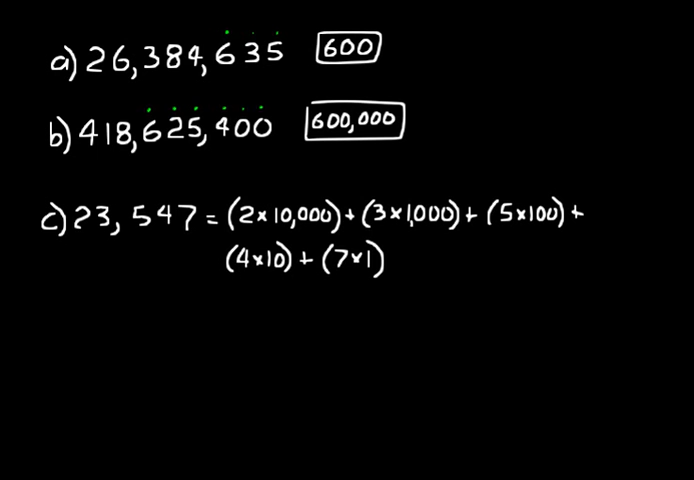 a) 26,384,635 600
b) 418,625,400 600,000
c) 23,547 = (2×10,000) + (3×1,000) + (5×100) +
(4×10) + (7×1)